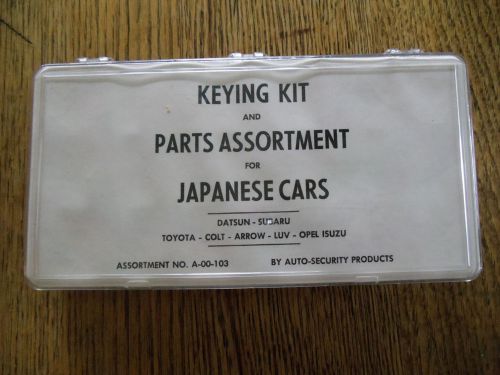 KEYING KIT
AND
PARTS ASSORTMENT
FOR
JAPANESE CARS
DATSUN - SUBARU
TOYOTA - COLT - ARROW - LUV - OPEL ISUZU
ASSORTMENT NO. A-00-103 BY AUTO-SECURITY PRODUCTS